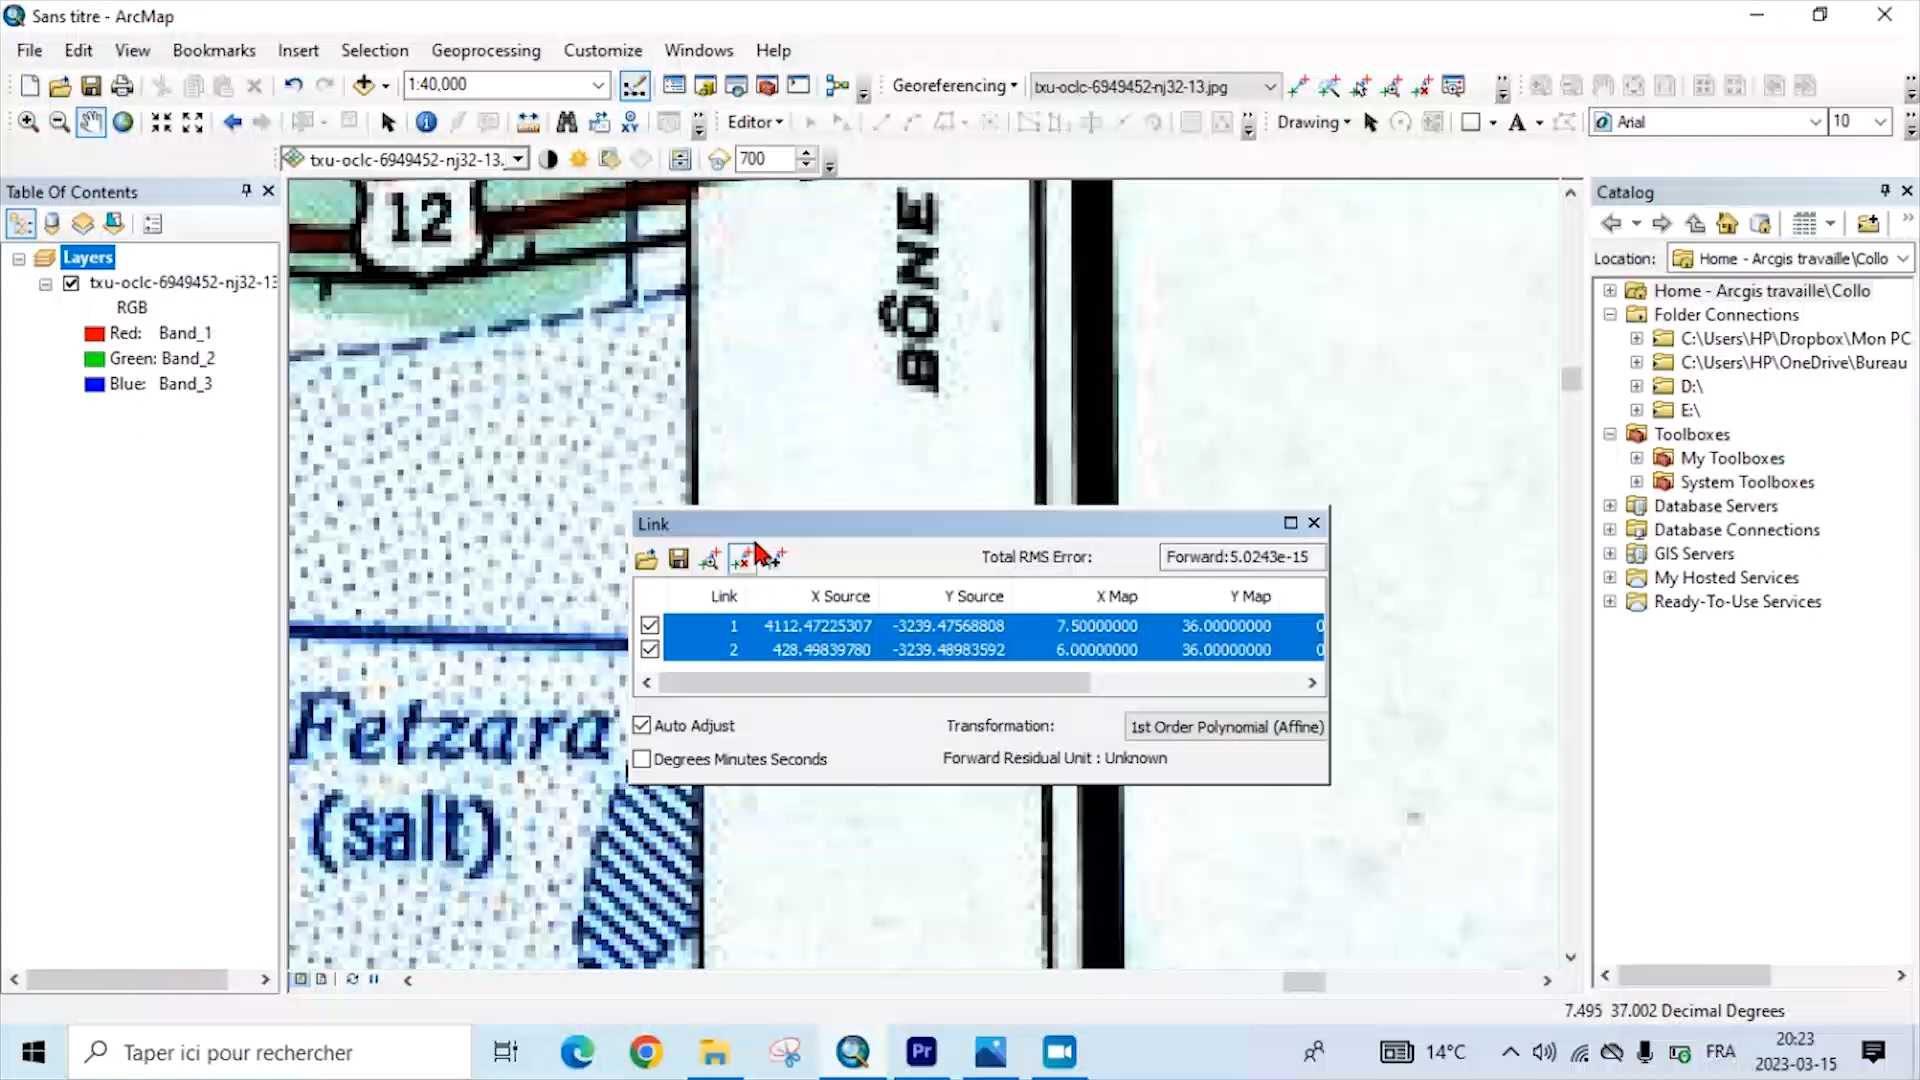 Sans titre - ArcMap
File Edit View Bookmarks Insert Selection Geoprocessing Customize Windows Help
1:40,000
Georeferencing
txu-oclc-6949452-nj32-13.jpg
Editor
Drawing
Arial
10
txu-oclc-6949452-nj32-13.
700
Table Of Contents
Layers
txu-oclc-6949452-nj32-13
RGB
Red: Band_1
Green: Band_2
Blue: Band_3
12
BÔNE
Fetzara
(salt)
Link
Total RMS Error:
Forward:5.0243e-15
Link X Source Y Source X Map Y Map
1 4112.47225307 -3239.47568808 7.50000000 36.00000000 0
2 428.49839780 -3239.48983592 6.00000000 36.00000000 0
Auto Adjust
Transformation:
1st Order Polynomial (Affine)
Degrees Minutes Seconds
Forward Residual Unit : Unknown
Catalog
Location: Home - Arcgis travaille\Collo
Home - Arcgis travaille\Collo
Folder Connections
C:\Users\HP\Dropbox\Mon PC
C:\Users\HP\OneDrive\Bureau
D:\
E:\
Toolboxes
My Toolboxes
System Toolboxes
Database Servers
Database Connections
GIS Servers
My Hosted Services
Ready-To-Use Services
7.495 37.002 Decimal Degrees
Taper ici pour rechercher
Pr
14°C
FRA
20:23
2023-03-15